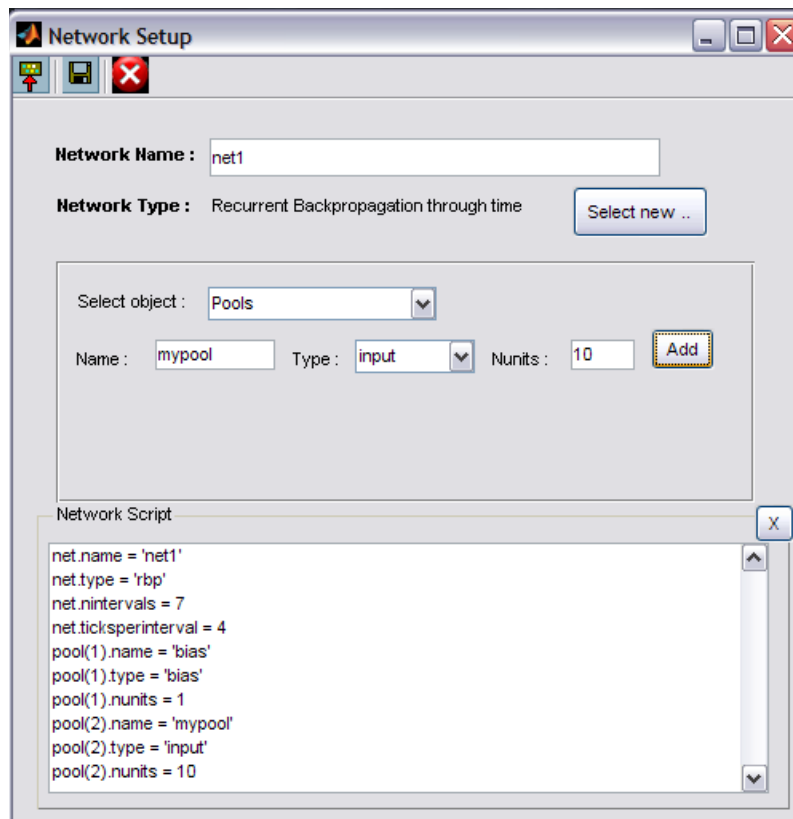 Network Setup
Network Name : net1
Network Type : Recurrent Backpropagation through time Select new ..
Select object : Pools
Name : mypool Type : input Nunits : 10 Add
Network Script
X
net.name = 'net1'
net.type = 'rbp'
net.nintervals = 7
net.ticksperinterval = 4
pool(1).name = 'bias'
pool(1).type = 'bias'
pool(1).nunits = 1
pool(2).name = 'mypool'
pool(2).type = 'input'
pool(2).nunits = 10